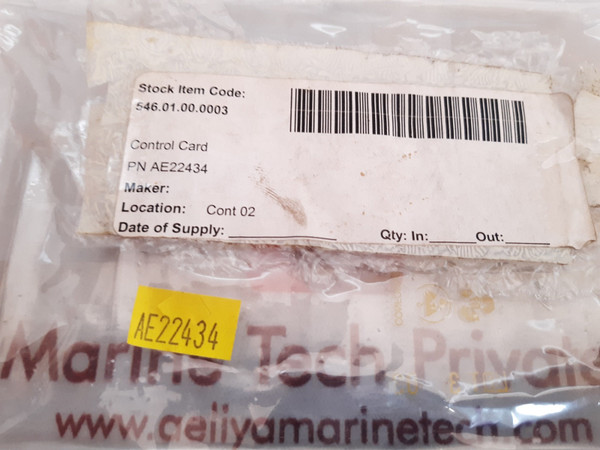 Stock Item Code:
546.01.00.0003
Control Card
PN AE22434
Maker:
Location: Cont 02
Date of Supply:
Qty: In: Out:
AE22434
Marine Tech Private
www.aeliyamarinetech.com